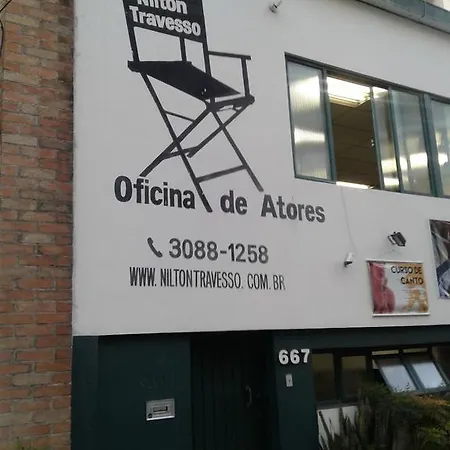 Nilton
Travesso
Oficina de Atores
3088-1258
WWW.NILTONTRAVESSO.COM.BR
CURSO DE
CANTO
667